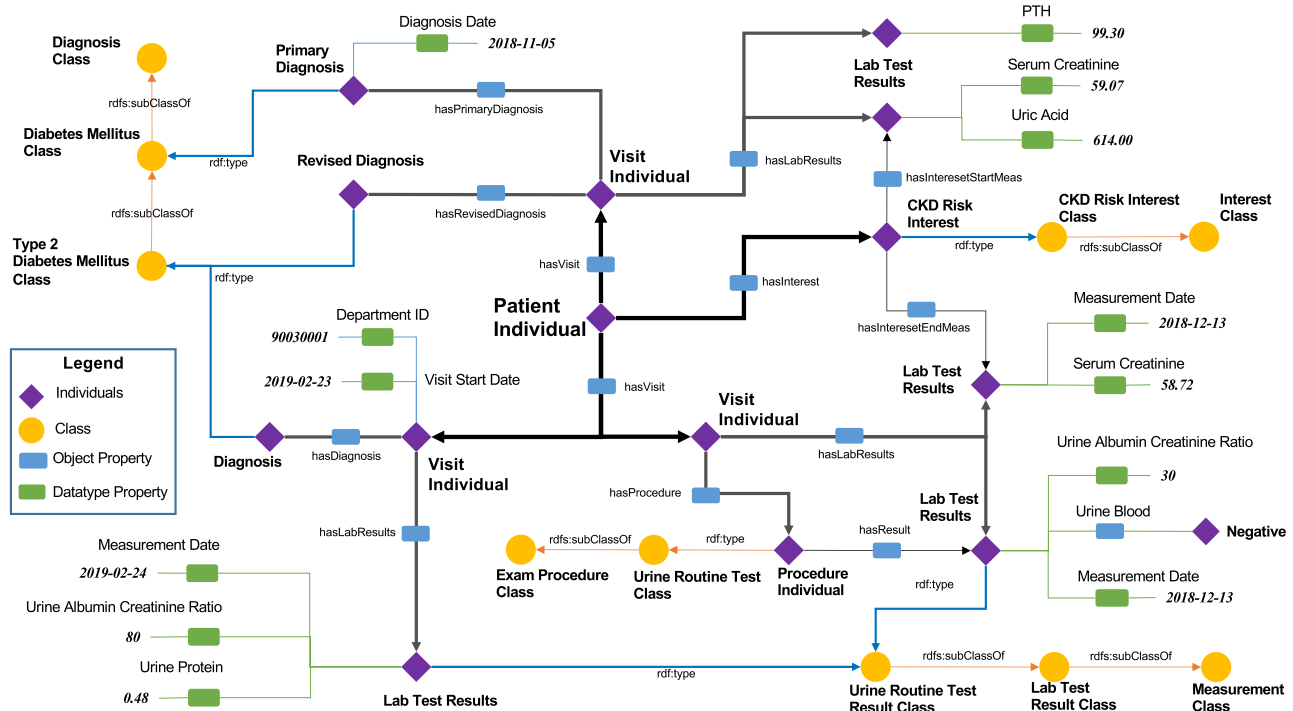 Diagnosis
Class
rdfs:subClassOf
Diabetes Mellitus
Class
rdfs:subClassOf
Type 2
Diabetes Mellitus
Class
Primary
Diagnosis
Diagnosis Date
2018-11-05
hasPrimaryDiagnosis
rdf:type
Revised Diagnosis
hasRevisedDiagnosis
rdf:type
Visit
Individual
hasVisit
PTH
99.30
Lab Test
Results
Serum Creatinine
59.07
Uric Acid
614.00
hasLabResults
hasInteresetStartMeas
CKD Risk
Interest
rdf:type
CKD Risk Interest
Class
rdfs:subClassOf
Interest
Class
hasInterest
hasInteresetEndMeas
Patient
Individual
hasVisit
Department ID
90030001
2019-02-23
Visit Start Date
Legend
Individuals
Class
Object Property
Datatype Property
Diagnosis
hasDiagnosis
Visit
Individual
Visit
Individual
hasLabResults
Lab Test
Results
Measurement Date
2018-12-13
Serum Creatinine
58.72
Urine Albumin Creatinine Ratio
30
Urine Blood
Negative
Measurement Date
2018-12-13
Lab Test
Results
hasProcedure
hasResult
rdf:type
rdfs:subClassOf
Exam Procedure
Class
Urine Routine Test
Class
Procedure
Individual
rdf:type
hasLabResults
Measurement Date
2019-02-24
Urine Albumin Creatinine Ratio
80
Urine Protein
0.48
Lab Test Results
rdf:type
Urine Routine Test
Result Class
rdfs:subClassOf
Lab Test
Result Class
rdfs:subClassOf
Measurement
Class